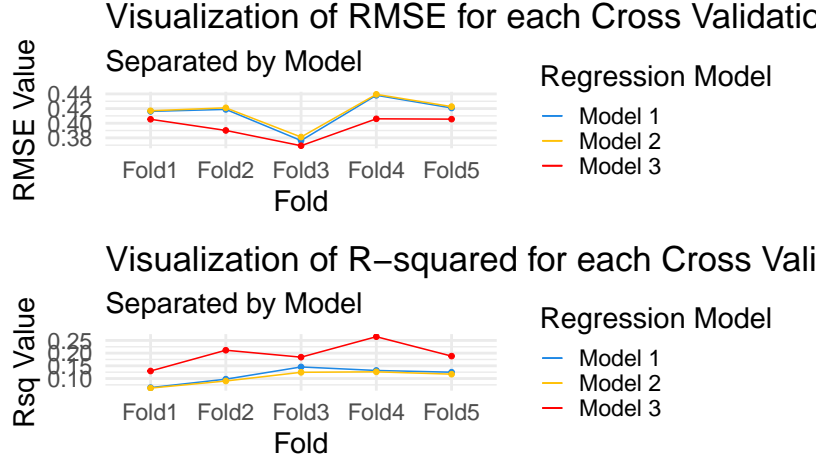 Visualization of RMSE for each Cross Validatio
Separated by Model
RMSE Value
0.44
0.42
0.40
0.38
Fold1 Fold2 Fold3 Fold4 Fold5
Fold
Regression Model
Model 1
Model 2
Model 3
Visualization of R−squared for each Cross Vali
Separated by Model
Rsq Value
0.25
0.20
0.15
0.10
Fold1 Fold2 Fold3 Fold4 Fold5
Fold
Regression Model
Model 1
Model 2
Model 3